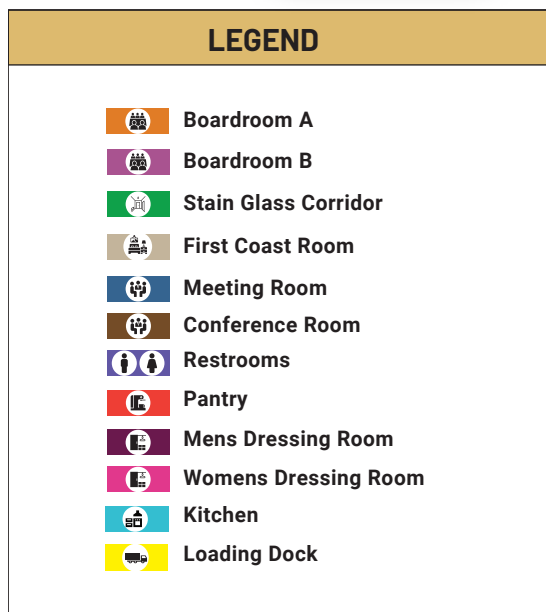 LEGEND
Boardroom A
Boardroom B
Stain Glass Corridor
First Coast Room
Meeting Room
Conference Room
Restrooms
Pantry
Mens Dressing Room
Womens Dressing Room
Kitchen
Loading Dock